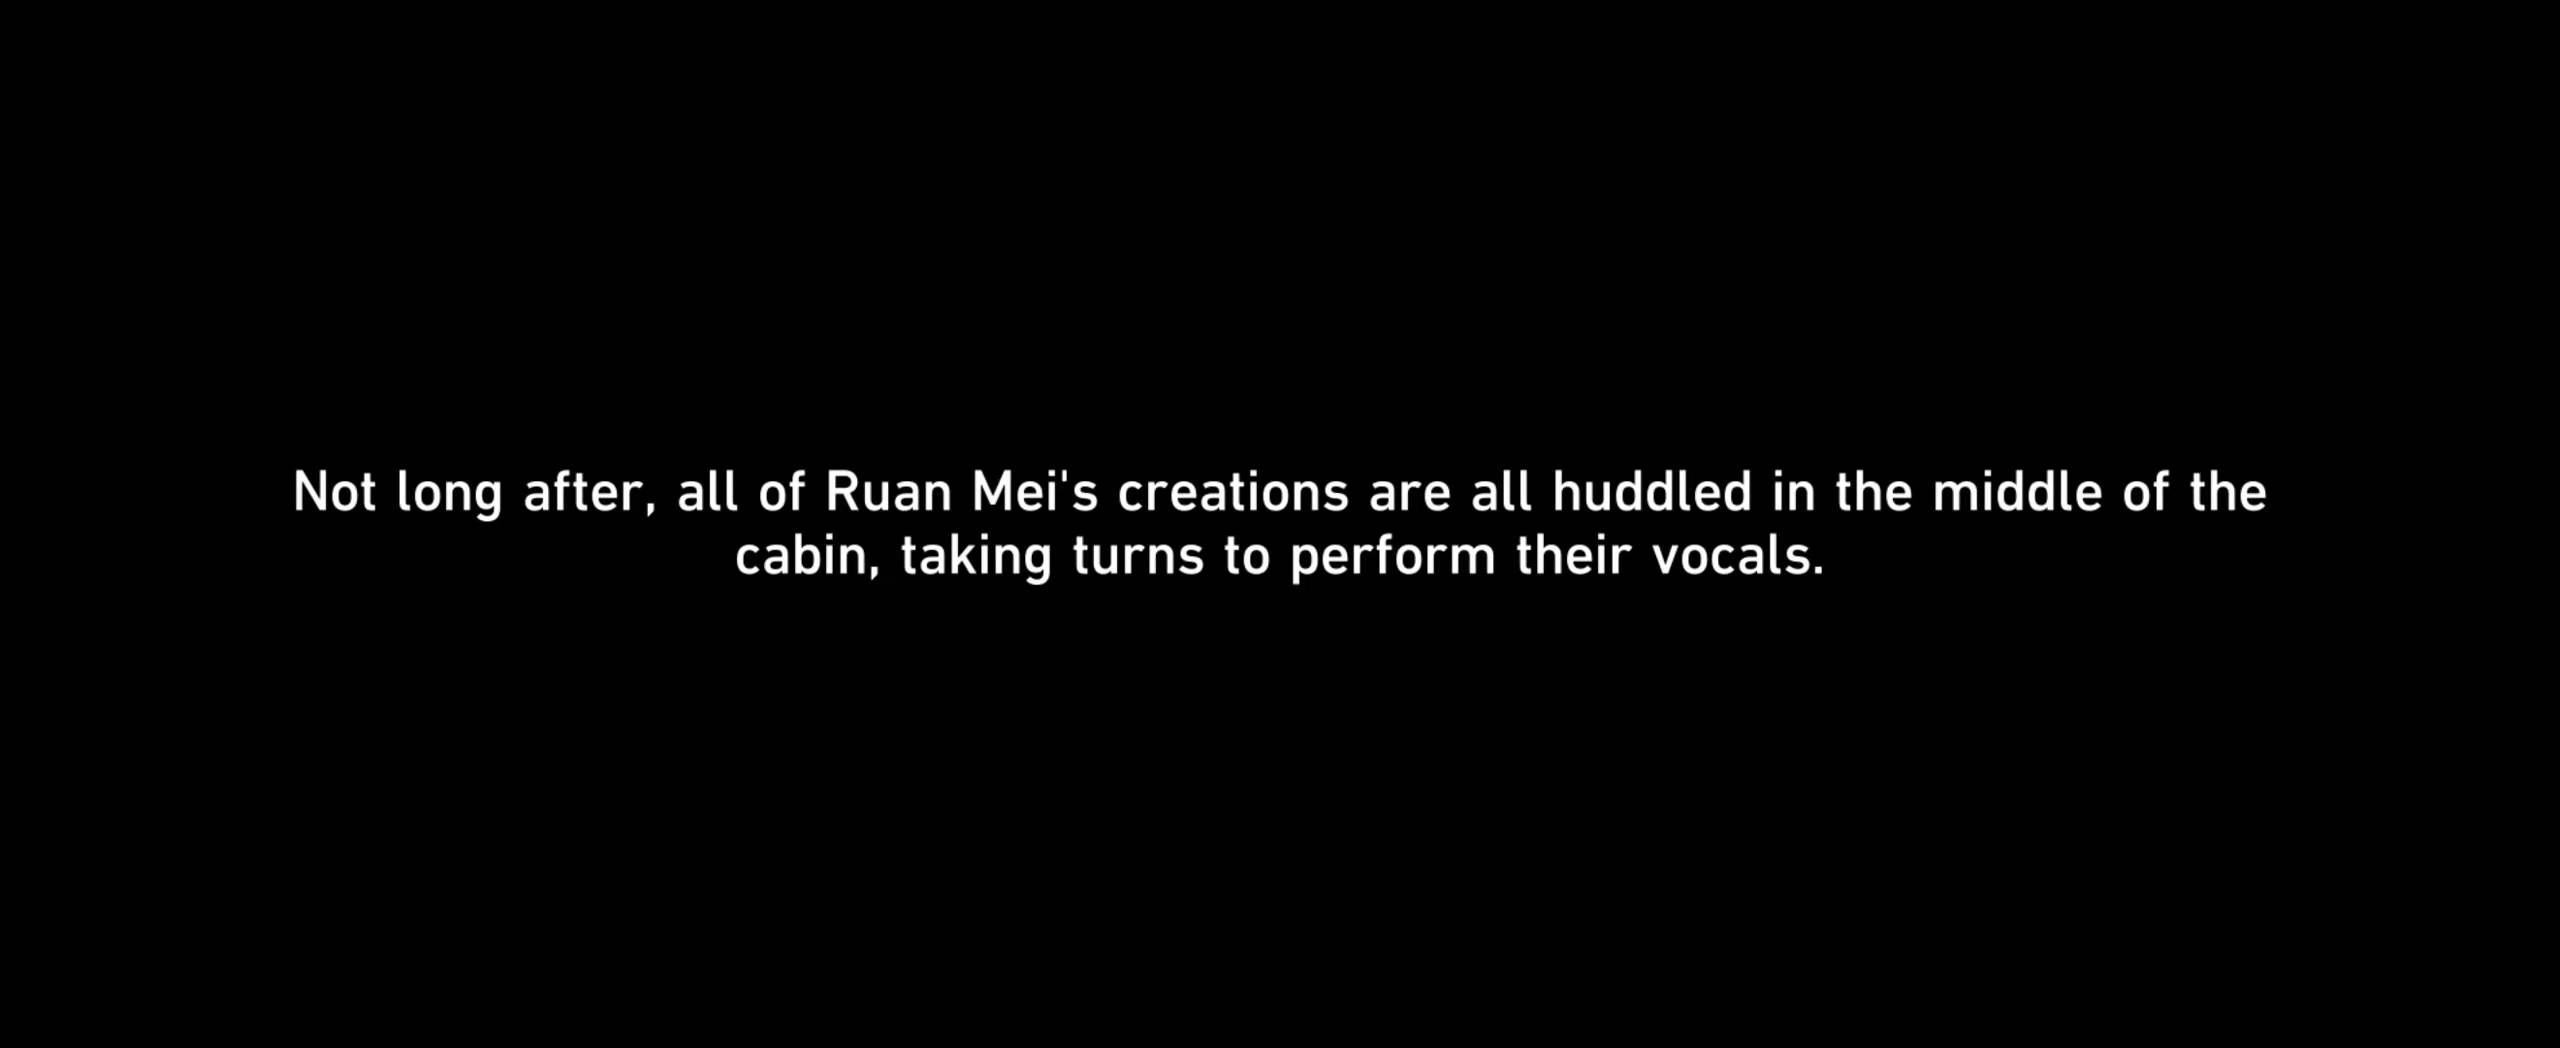 Not long after, all of Ruan Mei's creations are all huddled in the middle of the
cabin, taking turns to perform their vocals.